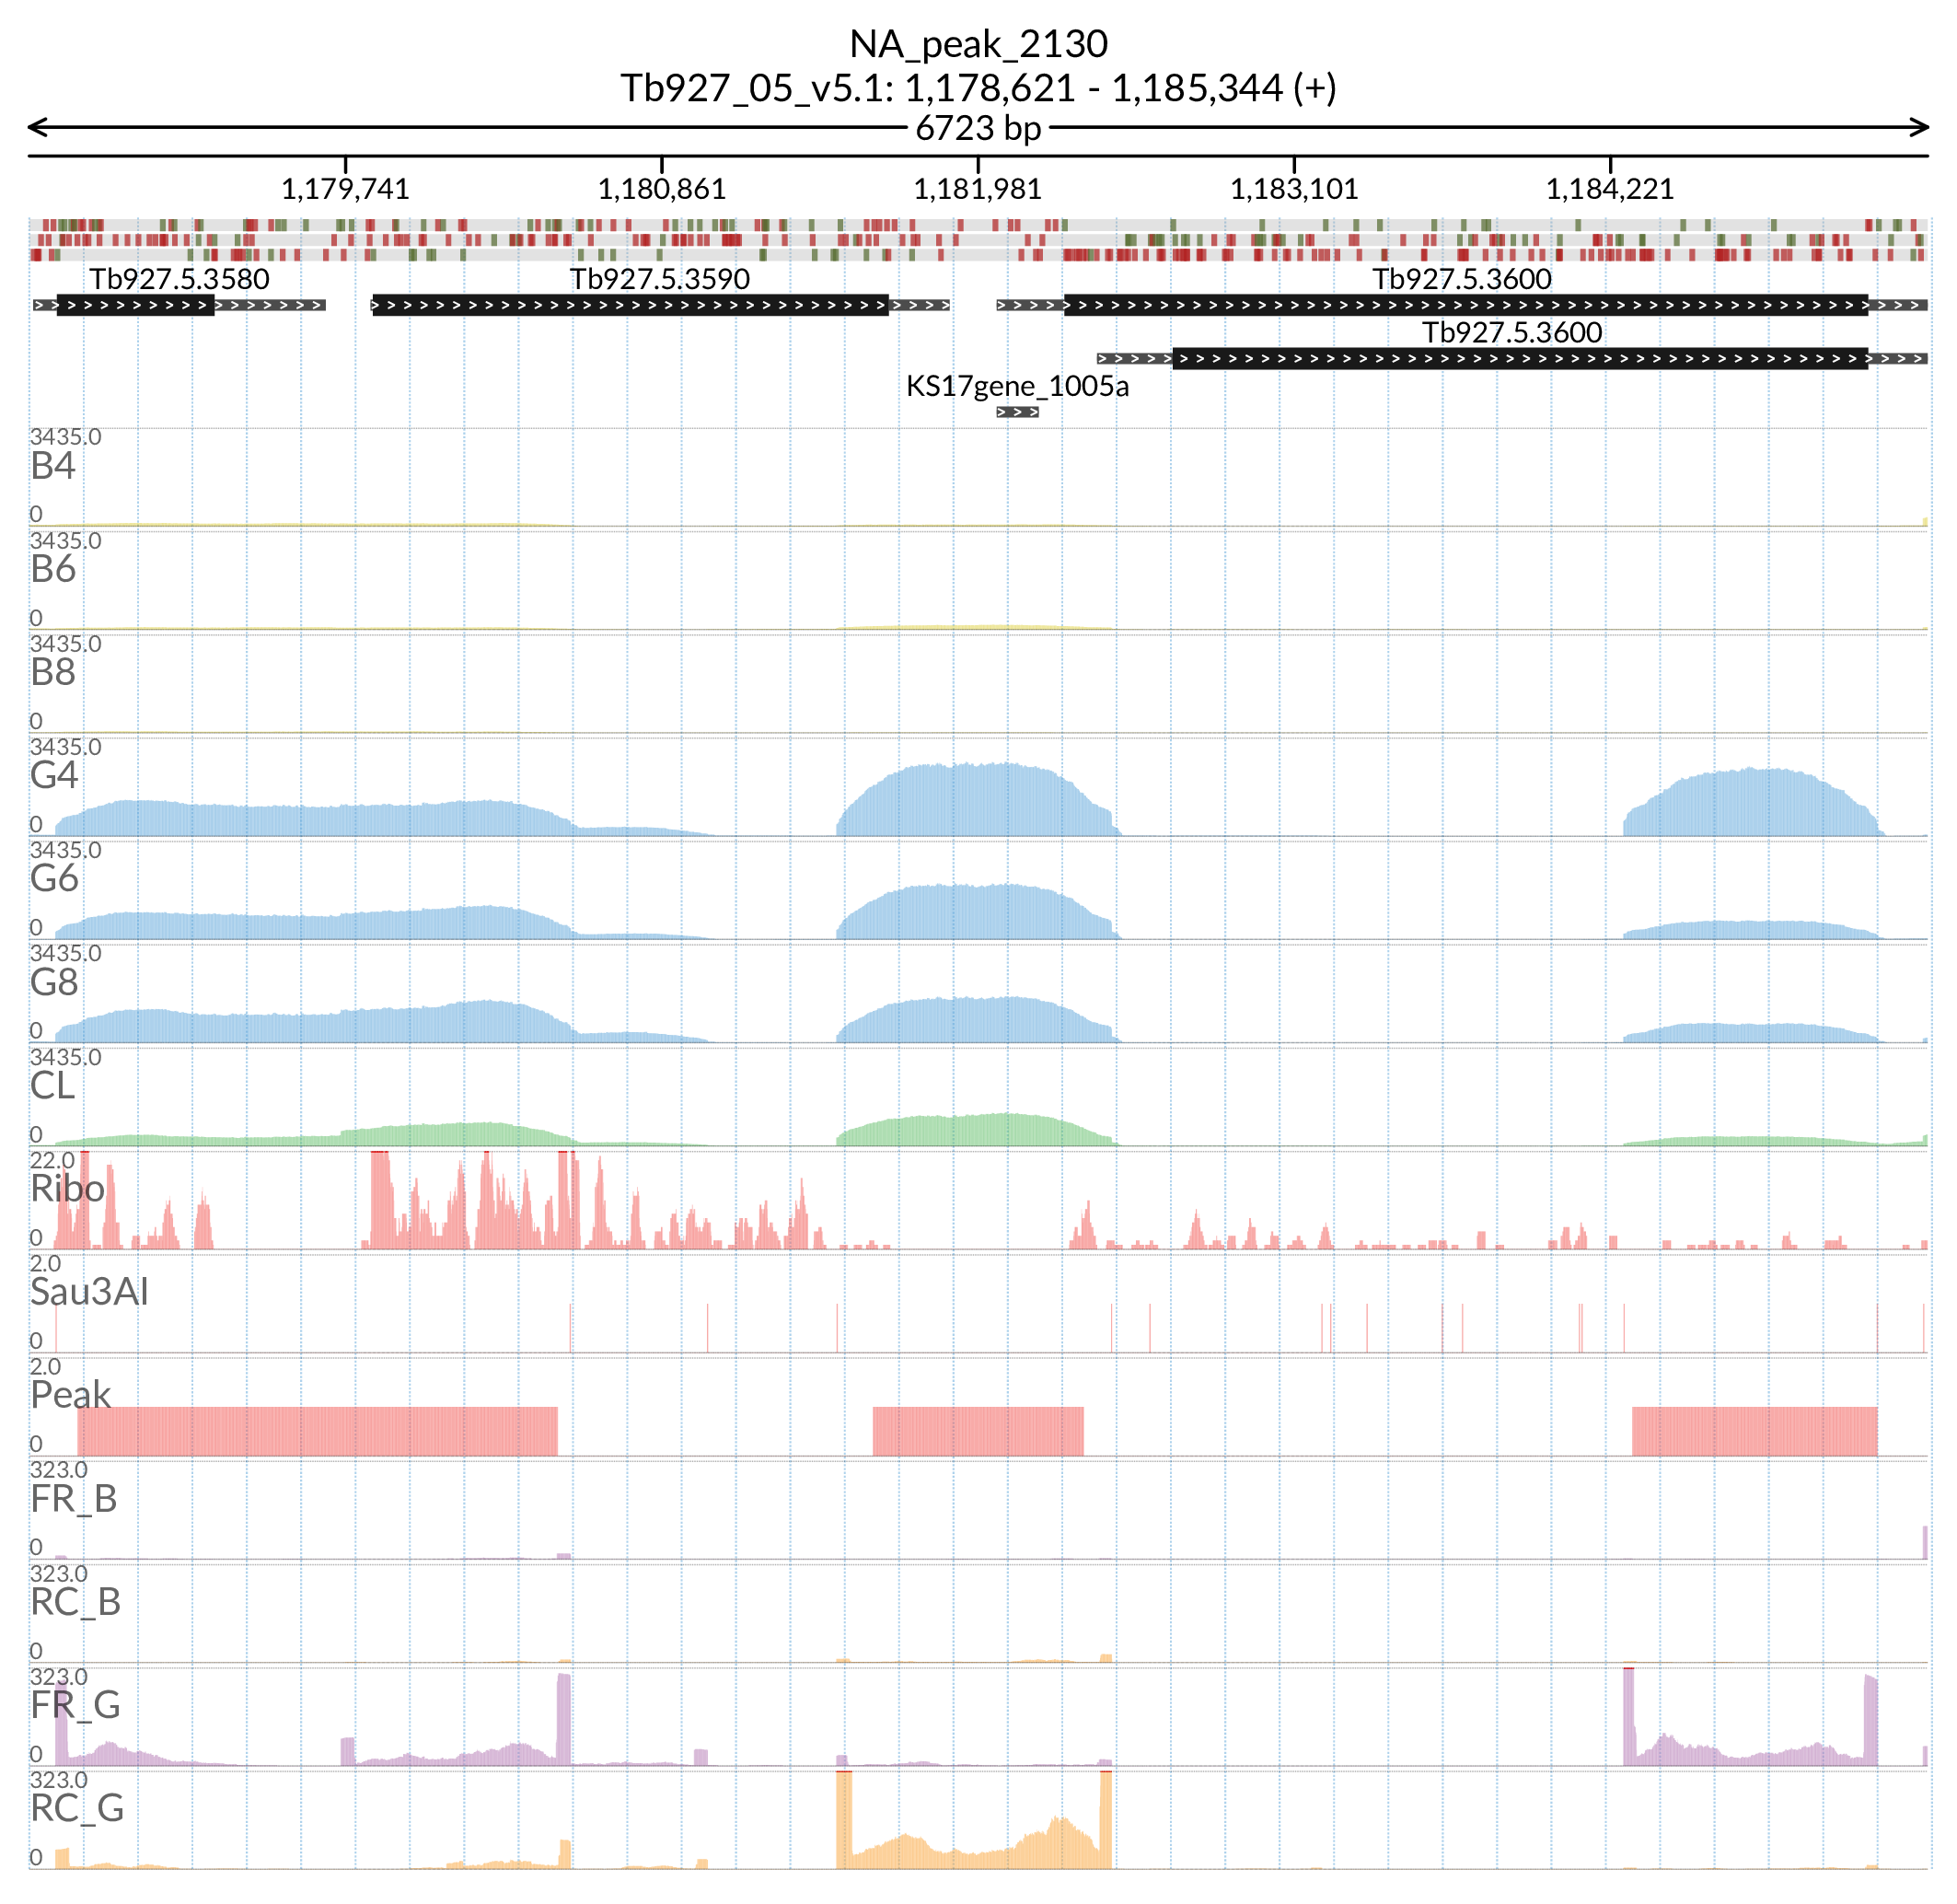 NA_peak_2130
Tb927_05_v5.1: 1,178,621 - 1,185,344 (+)
6723 bp
1,179,741 1,180,861 1,181,981 1,183,101 1,184,221
Tb927.5.3580 Tb927.5.3590 Tb927.5.3600
Tb927.5.3600
KS17gene_1005a
3435.0
B4
0
3435.0
B6
0
3435.0
B8
0
3435.0
G4
0
3435.0
G6
0
3435.0
G8
0
3435.0
CL
0
22.0
Ribo
0
2.0
Sau3AI
0
2.0
Peak
0
323.0
FR_B
0
323.0
RC_B
0
323.0
FR_G
0
323.0
RC_G
0